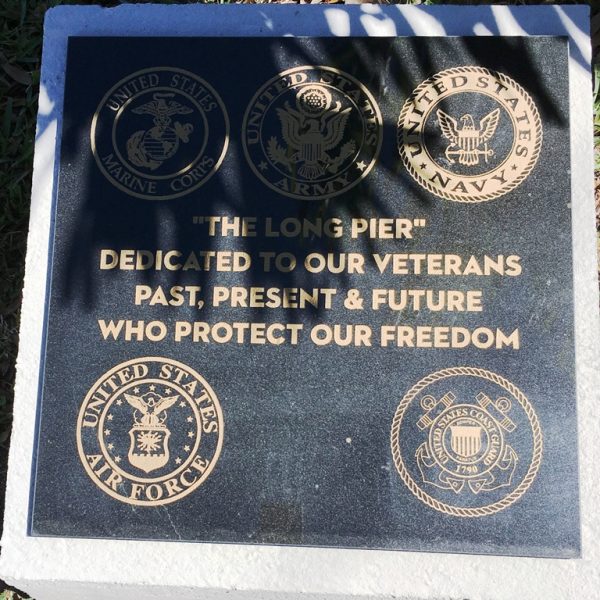 UNITED STATES
MARINE CORPS
UNITED STATES
ARMY
UNITED STATES
NAVY
"THE LONG PIER"
DEDICATED TO OUR VETERANS
PAST, PRESENT & FUTURE
WHO PROTECT OUR FREEDOM
UNITED STATES
AIR FORCE
UNITED STATES COAST GUARD
1790